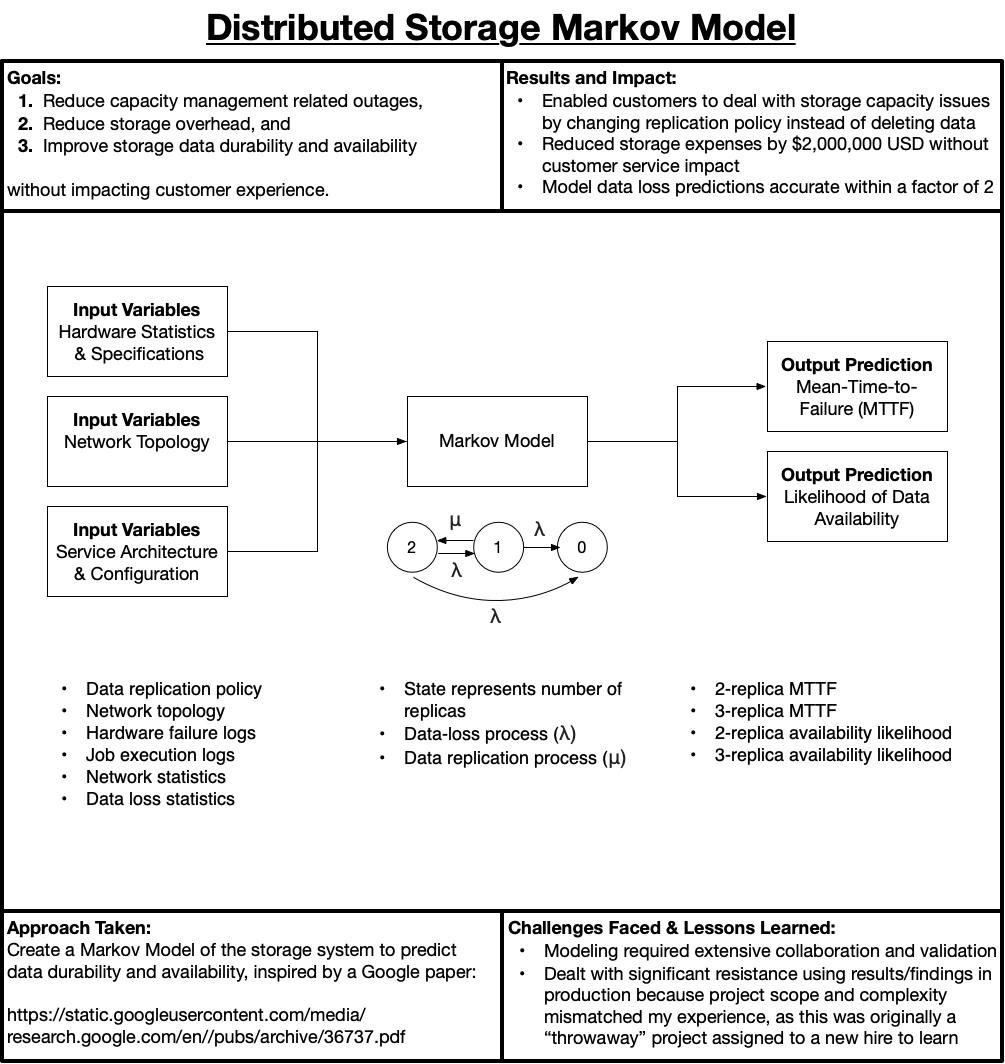 Distributed Storage Markov Model
Goals:
1. Reduce capacity management related outages,
2. Reduce storage overhead, and
3. Improve storage data durability and availability
without impacting customer experience.
Results and Impact:
• Enabled customers to deal with storage capacity issues
by changing replication policy instead of deleting data
• Reduced storage expenses by $2,000,000 USD without
customer service impact
• Model data loss predictions accurate within a factor of 2
Input Variables
Hardware Statistics
& Specifications
Input Variables
Network Topology
Input Variables
Service Architecture
& Configuration
Markov Model
Output Prediction
Mean-Time-to-
Failure (MTTF)
Output Prediction
Likelihood of Data
Availability
μ
λ
2
1
0
λ
λ
• Data replication policy
• Network topology
• Hardware failure logs
• Job execution logs
• Network statistics
• Data loss statistics
• State represents number of
replicas
• Data-loss process (λ)
• Data replication process (μ)
• 2-replica MTTF
• 3-replica MTTF
• 2-replica availability likelihood
• 3-replica availability likelihood
Approach Taken:
Create a Markov Model of the storage system to predict
data durability and availability, inspired by a Google paper:
https://static.googleusercontent.com/media/
research.google.com/en//pubs/archive/36737.pdf
Challenges Faced & Lessons Learned:
• Modeling required extensive collaboration and validation
• Dealt with significant resistance using results/findings in
production because project scope and complexity
mismatched my experience, as this was originally a
“throwaway” project assigned to a new hire to learn